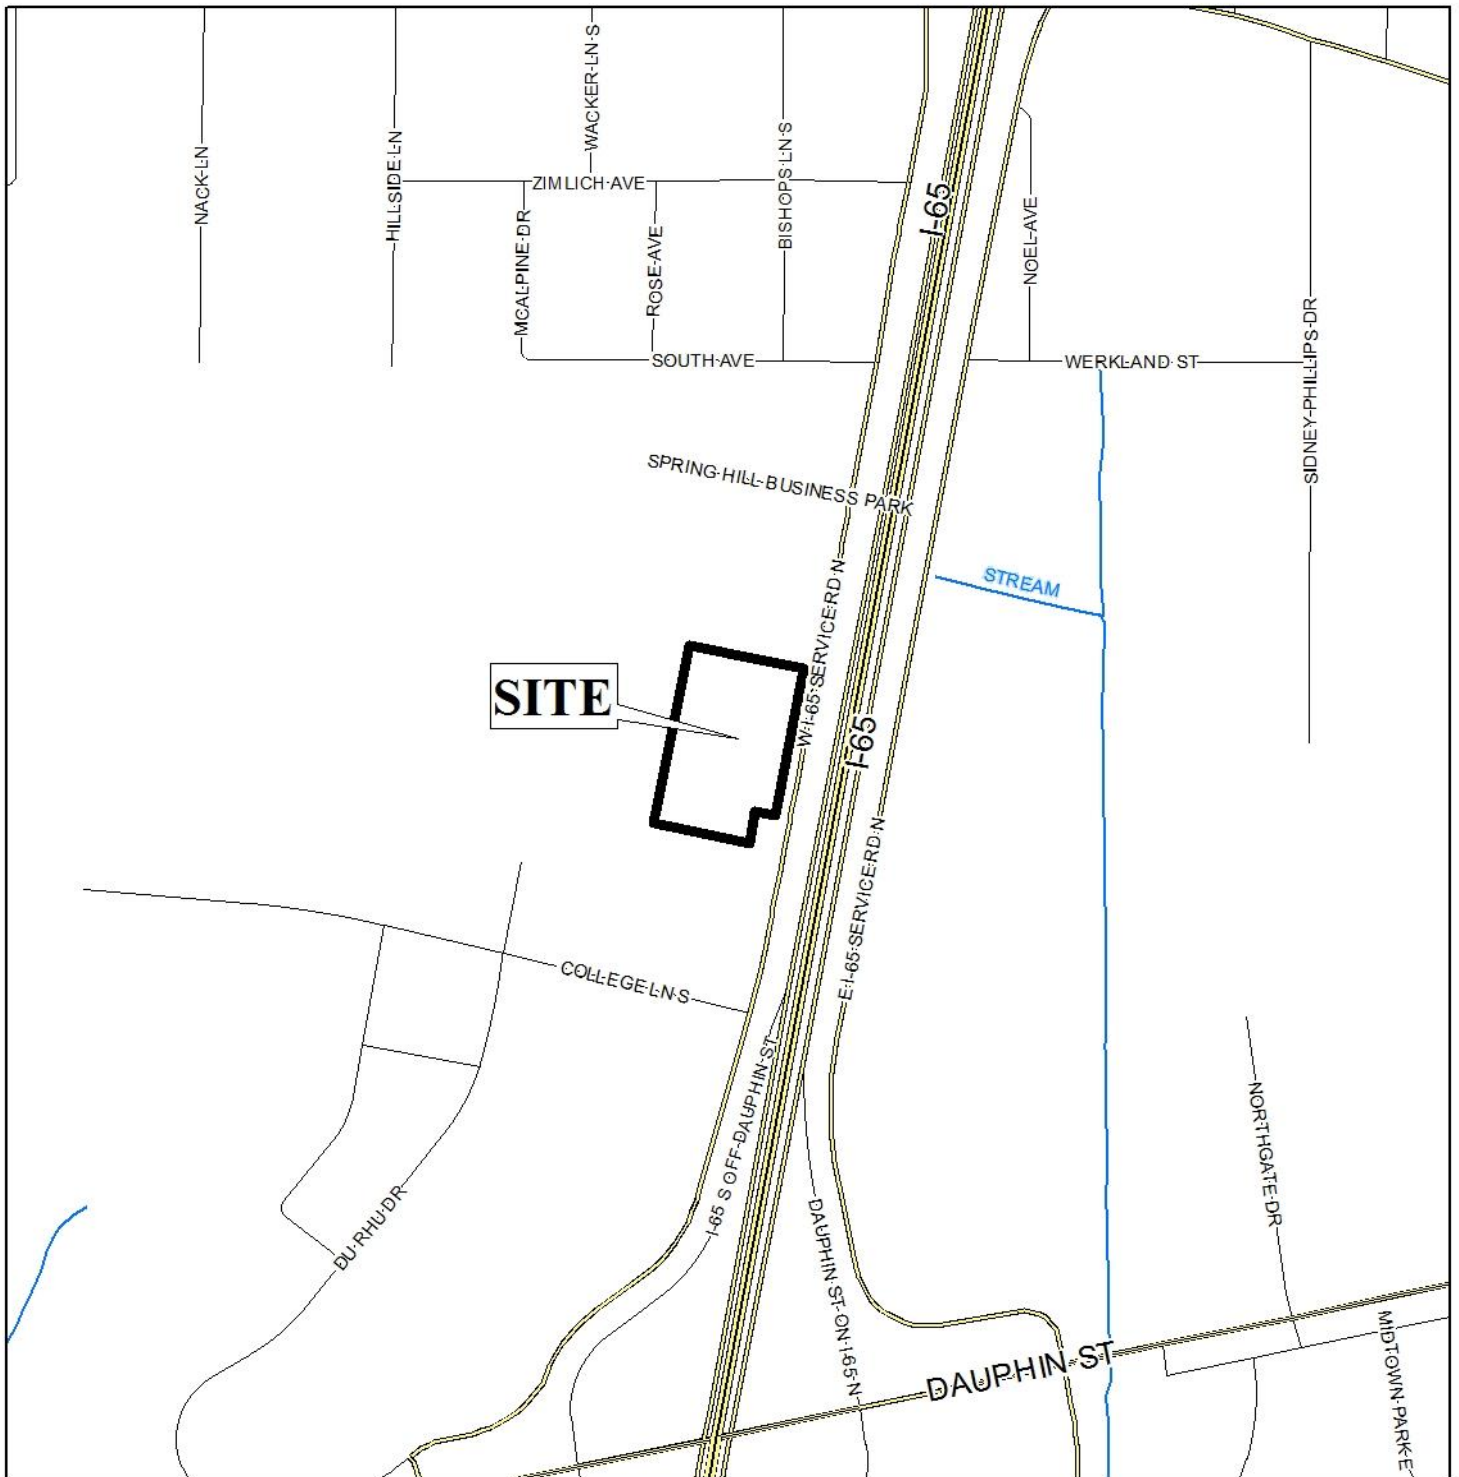 WACKER LN S
NACK LN
HILLSIDE LN
ZIMLICH AVE
BISHOPS LN S
I-65
MCALPINE DR
ROSE AVE
NOEL AVE
SOUTH AVE
WERKLAND ST
SIDNEY PHILLIPS DR
SPRING HILL BUSINESS PARK
STREAM
W I-65 SERVICE RD N
SITE
I-65
E I-65 SERVICE RD N
COLLEGE LN S
I-65 S OFF DAUPHIN ST
NORTHGATE DR
DU RHU DR
DAUPHIN ST ON I-65 N
DAUPHIN ST
MIDTOWN PARK E